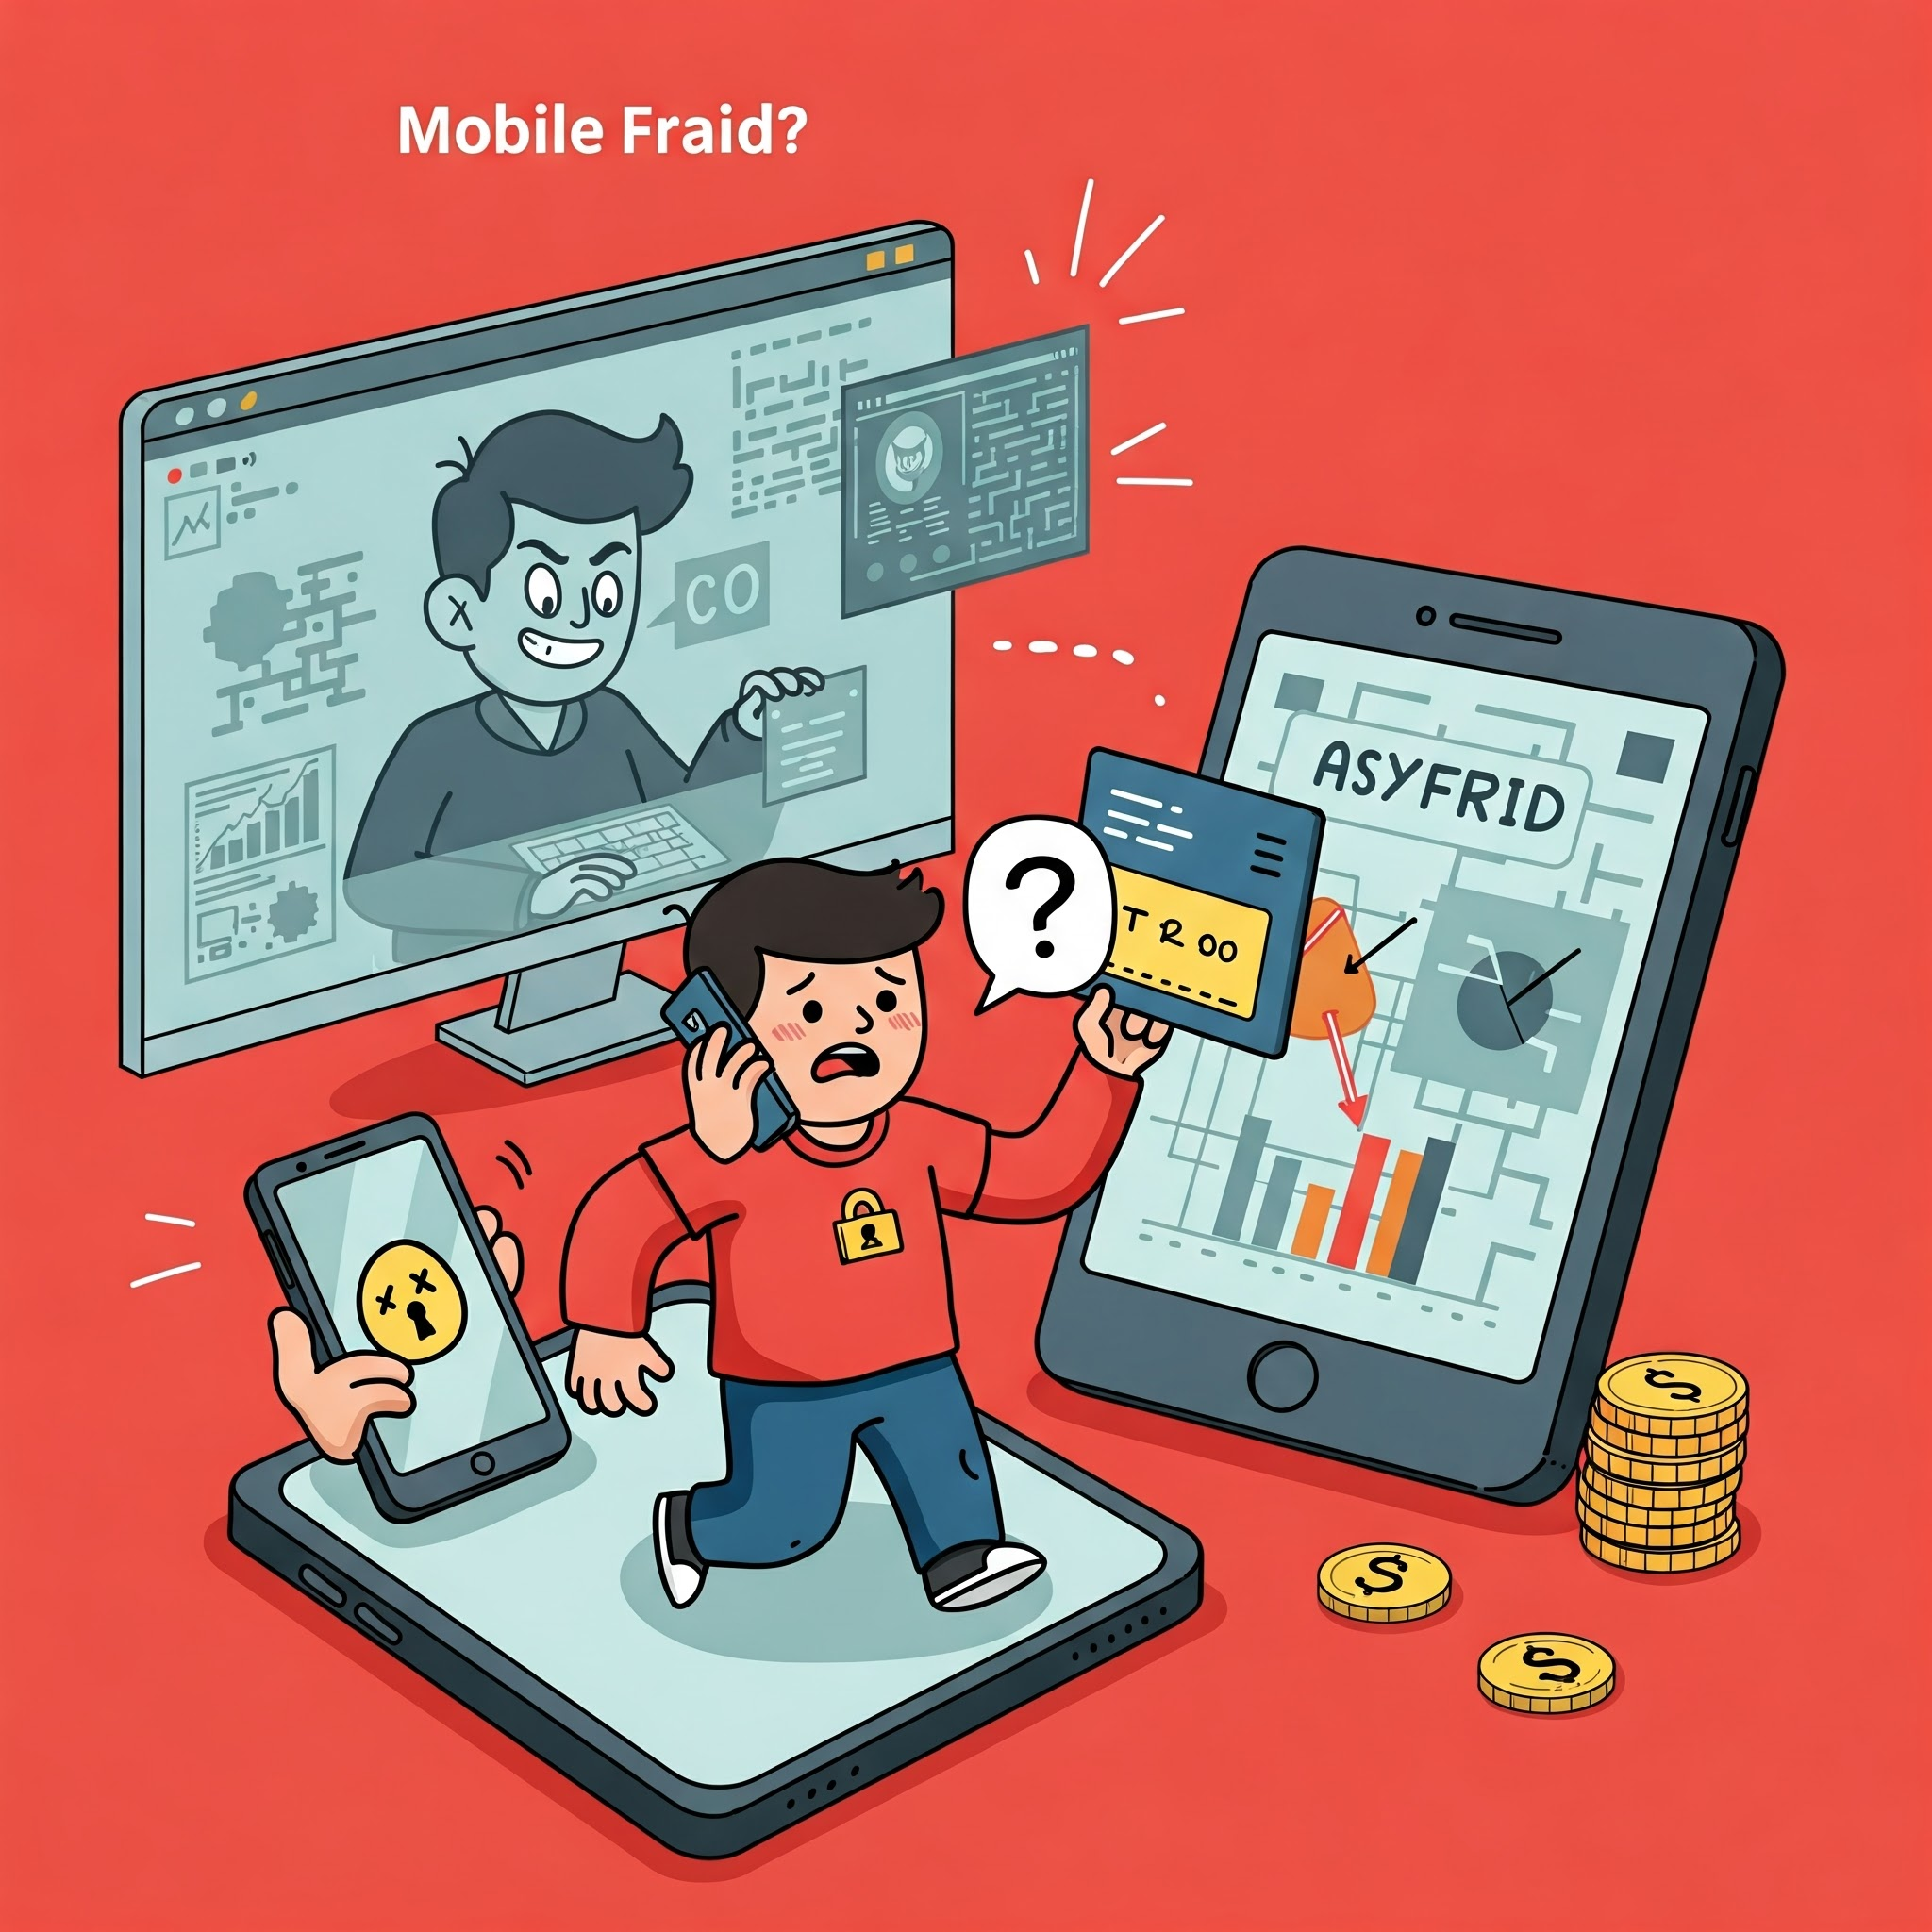 Mobile Fraid?
CO
ASYFRID
?
T R 00
$
$
$